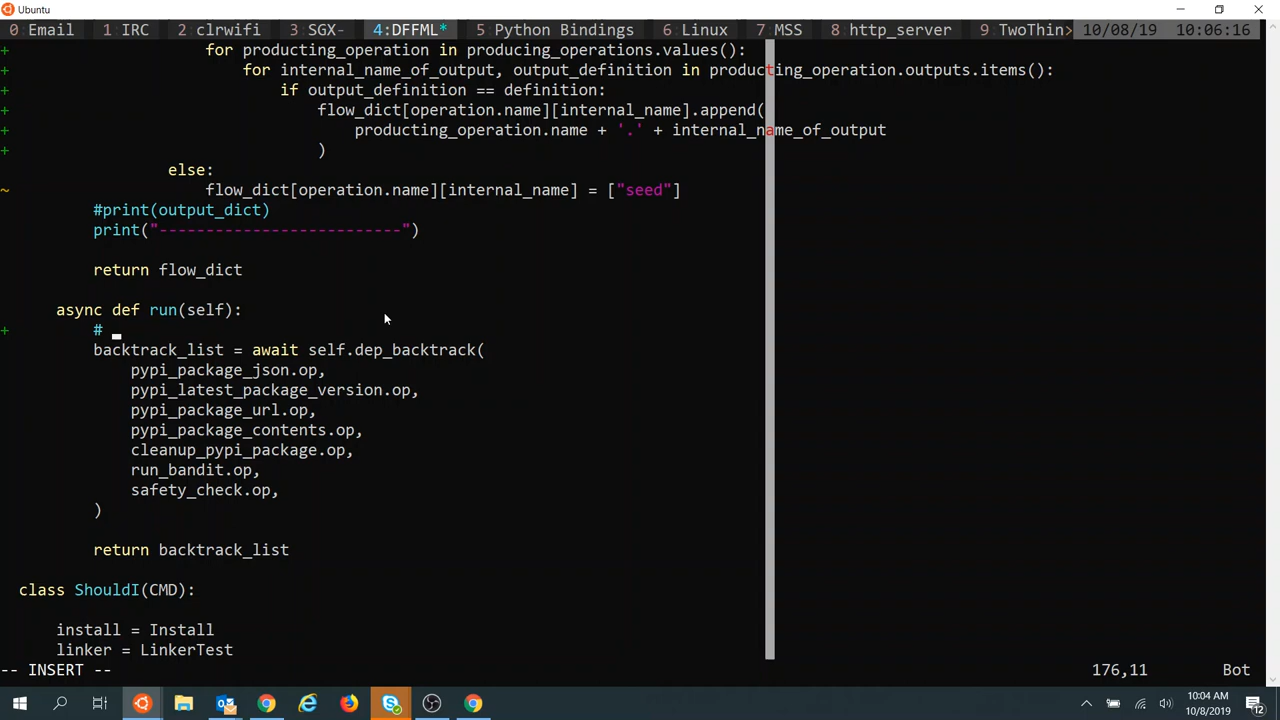 Ubuntu
0 Email 1 IRC 2 clrwifi 3 SGX- 4:DFFML* 5 Python Bindings 6 Linux 7 MSS 8 http_server 9 TwoThin> 10/08/19 10:06:16
+ for producting_operation in producing_operations.values():
+ for internal_name_of_output, output_definition in producting_operation.outputs.items():
+ if output_definition == definition:
+ flow_dict[operation.name][internal_name].append(
+ producting_operation.name + '.' + internal_name_of_output
+ )
else:
~ flow_dict[operation.name][internal_name] = ["seed"]
#print(output_dict)
print("--------------------------")
return flow_dict
async def run(self):
+ #
backtrack_list = await self.dep_backtrack(
pypi_package_json.op,
pypi_latest_package_version.op,
pypi_package_url.op,
pypi_package_contents.op,
cleanup_pypi_package.op,
run_bandit.op,
safety_check.op,
)
return backtrack_list
class ShouldI(CMD):
install = Install
linker = LinkerTest
-- INSERT -- 176,11 Bot
10:04 AM
10/8/2019
12